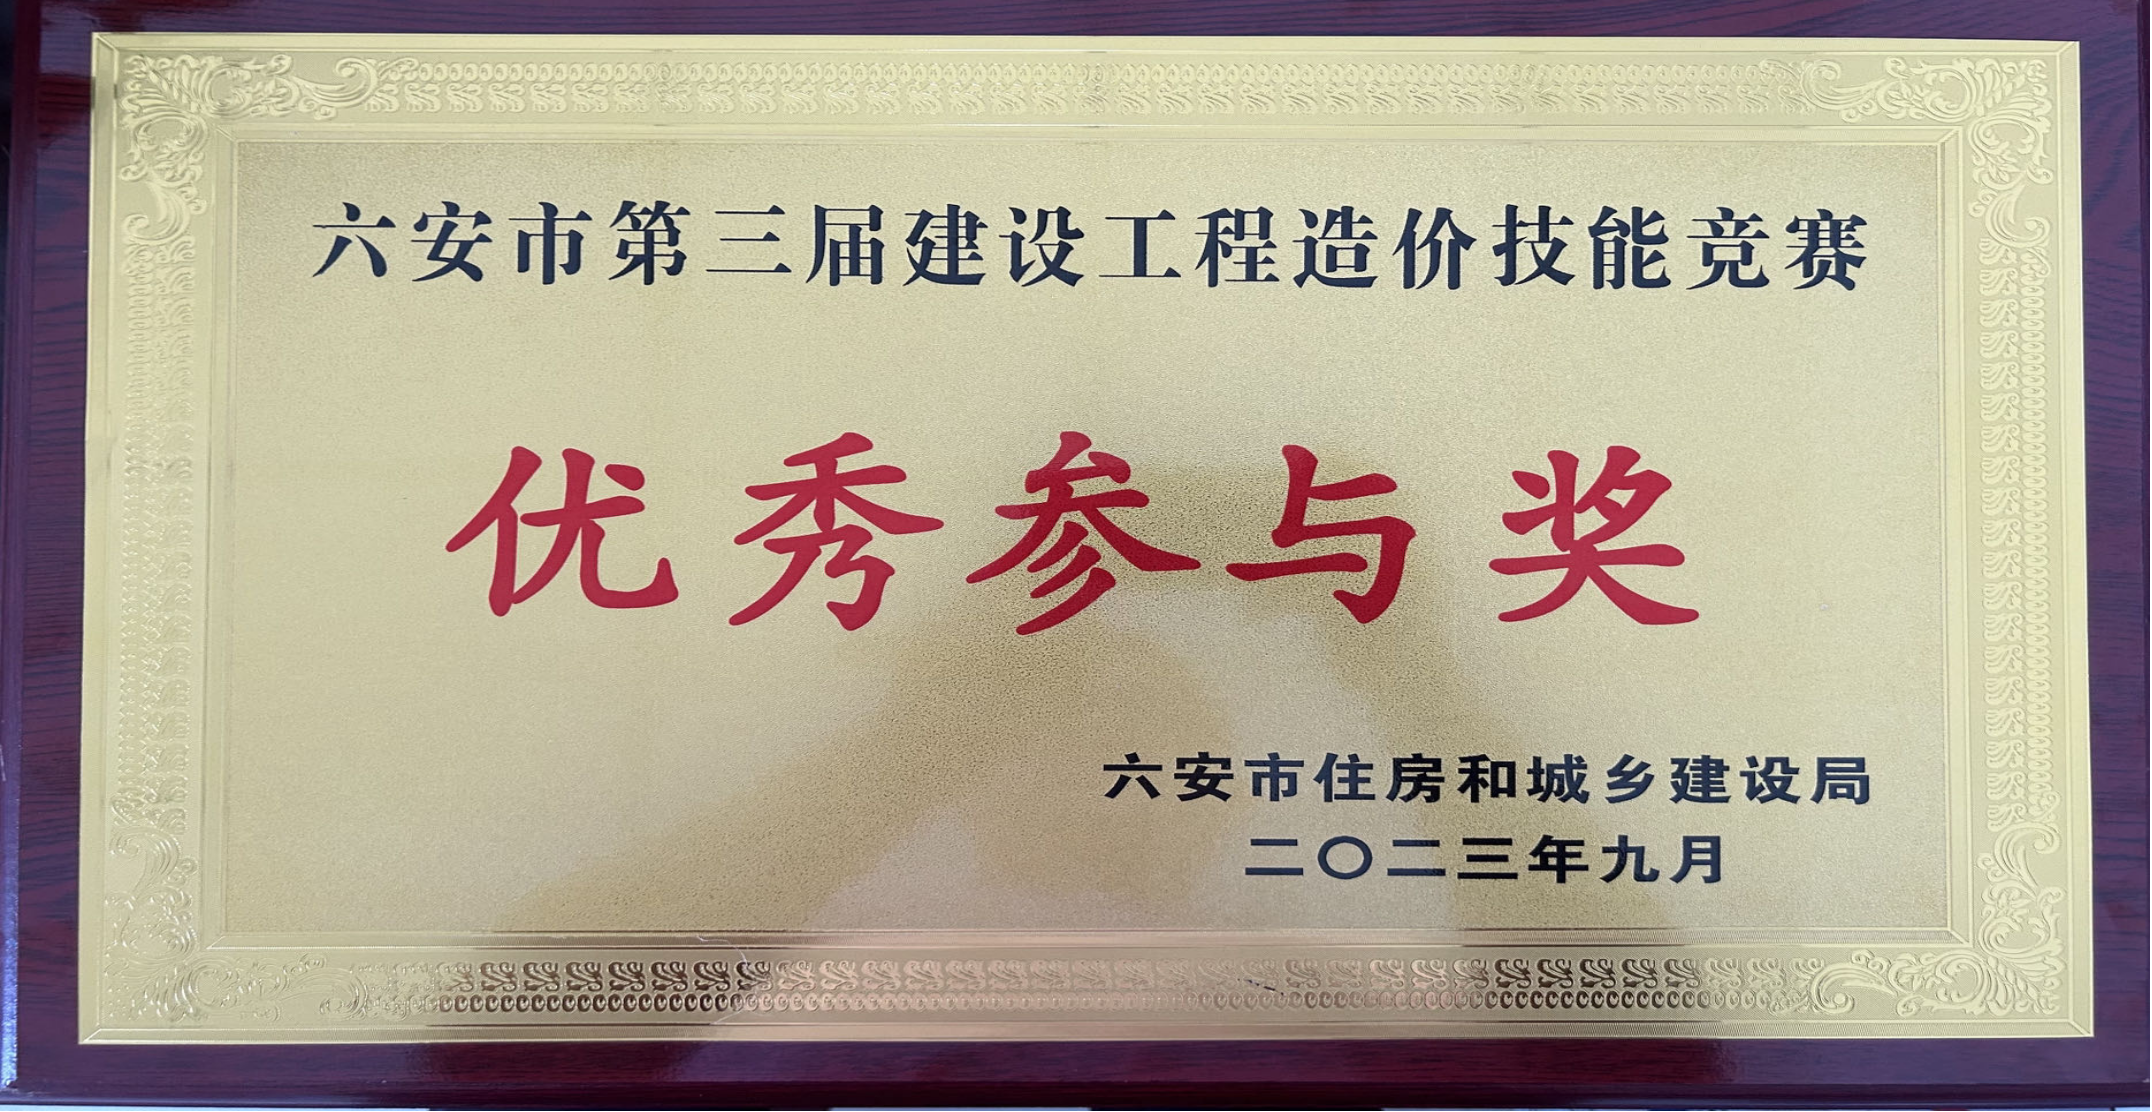 六安市第三届建设工程造价技能竞赛
优秀参与奖
六安市住房和城乡建设局
二〇二三年九月